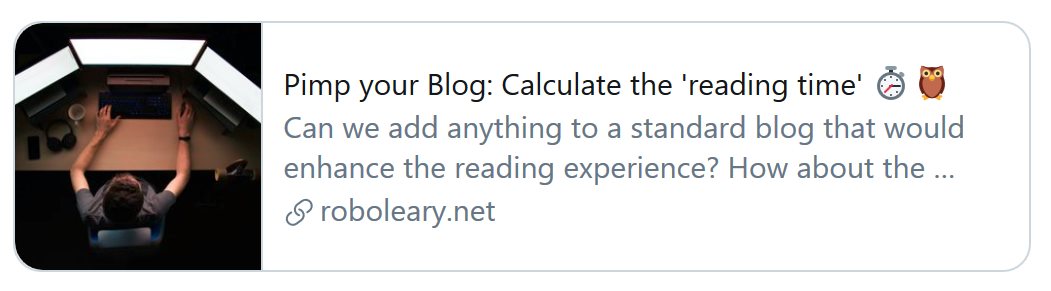 Pimp your Blog: Calculate the 'reading time' ⏱🦉
Can we add anything to a standard blog that would
enhance the reading experience? How about the ...
roboleary.net